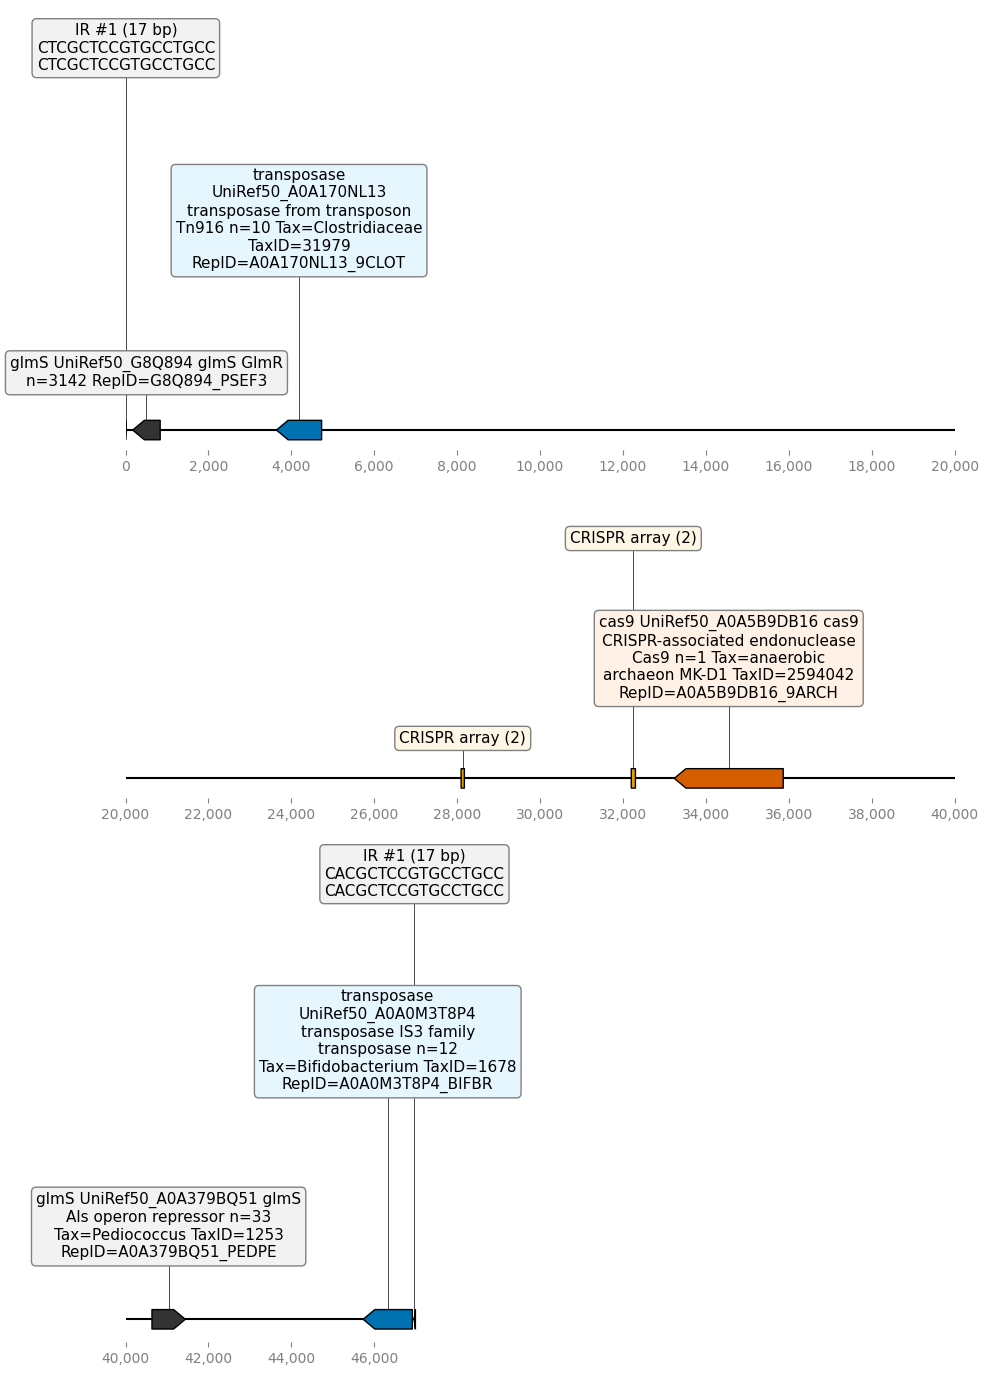 IR #1 (17 bp)
CTCGCTCCGTGCCTGCC
CTCGCTCCGTGCCTGCC
transposase
UniRef50_A0A170NL13
transposase from transposon
Tn916 n=10 Tax=Clostridiaceae
TaxID=31979
RepID=A0A170NL13_9CLOT
glmS UniRef50_G8Q894 glmS GlmR
n=3142 RepID=G8Q894_PSEF3
0 2,000 4,000 6,000 8,000 10,000 12,000 14,000 16,000 18,000 20,000
CRISPR array (2)
cas9 UniRef50_A0A5B9DB16 cas9
CRISPR-associated endonuclease
Cas9 n=1 Tax=anaerobic
archaeon MK-D1 TaxID=2594042
RepID=A0A5B9DB16_9ARCH
CRISPR array (2)
20,000 22,000 24,000 26,000 28,000 30,000 32,000 34,000 36,000 38,000 40,000
IR #1 (17 bp)
CACGCTCCGTGCCTGCC
CACGCTCCGTGCCTGCC
transposase
UniRef50_A0A0M3T8P4
transposase IS3 family
transposase n=12
Tax=Bifidobacterium TaxID=1678
RepID=A0A0M3T8P4_BIFBR
glmS UniRef50_A0A379BQ51 glmS
Als operon repressor n=33
Tax=Pediococcus TaxID=1253
RepID=A0A379BQ51_PEDPE
40,000 42,000 44,000 46,000